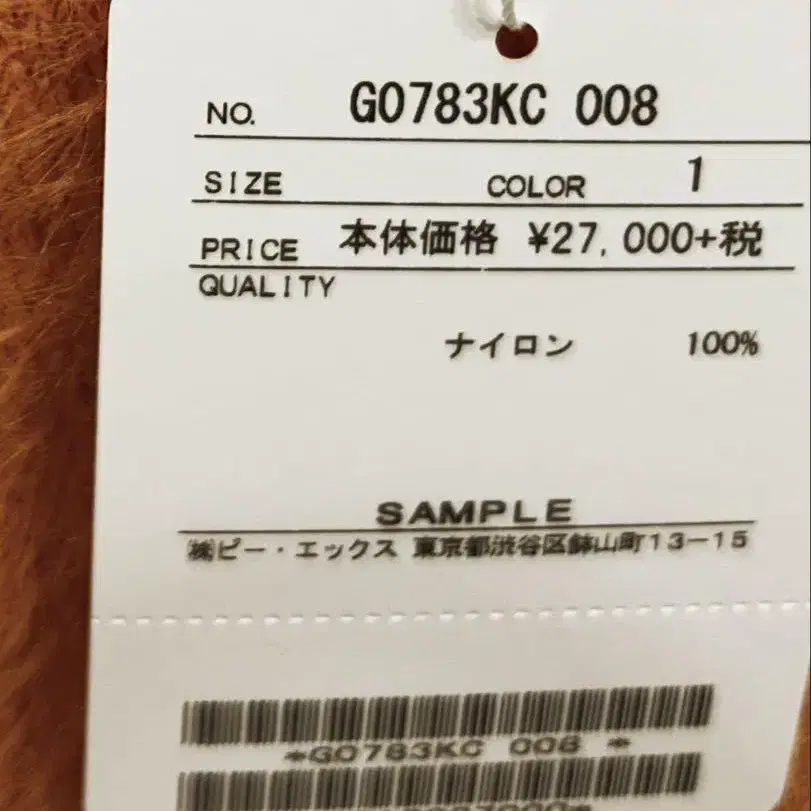 NO. G0783KC 008
SIZE COLOR 1
PRICE 本体価格 ¥27,000+税
QUALITY
ナイロン 100%
SAMPLE
㈱ピー・エックス 東京都渋谷区鉢山町13-15
*G0783KC 008 *